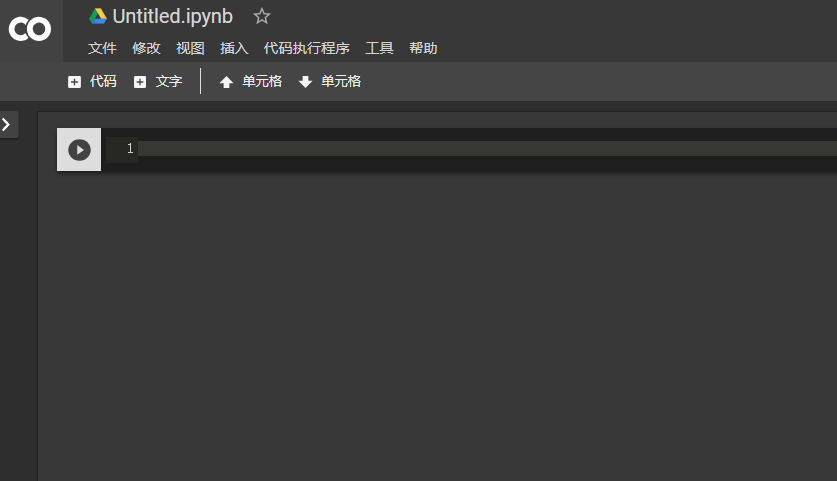 CO
Untitled.ipynb
文件 修改 视图 插入 代码执行程序 工具 帮助
代码 文字 单元格 单元格
1